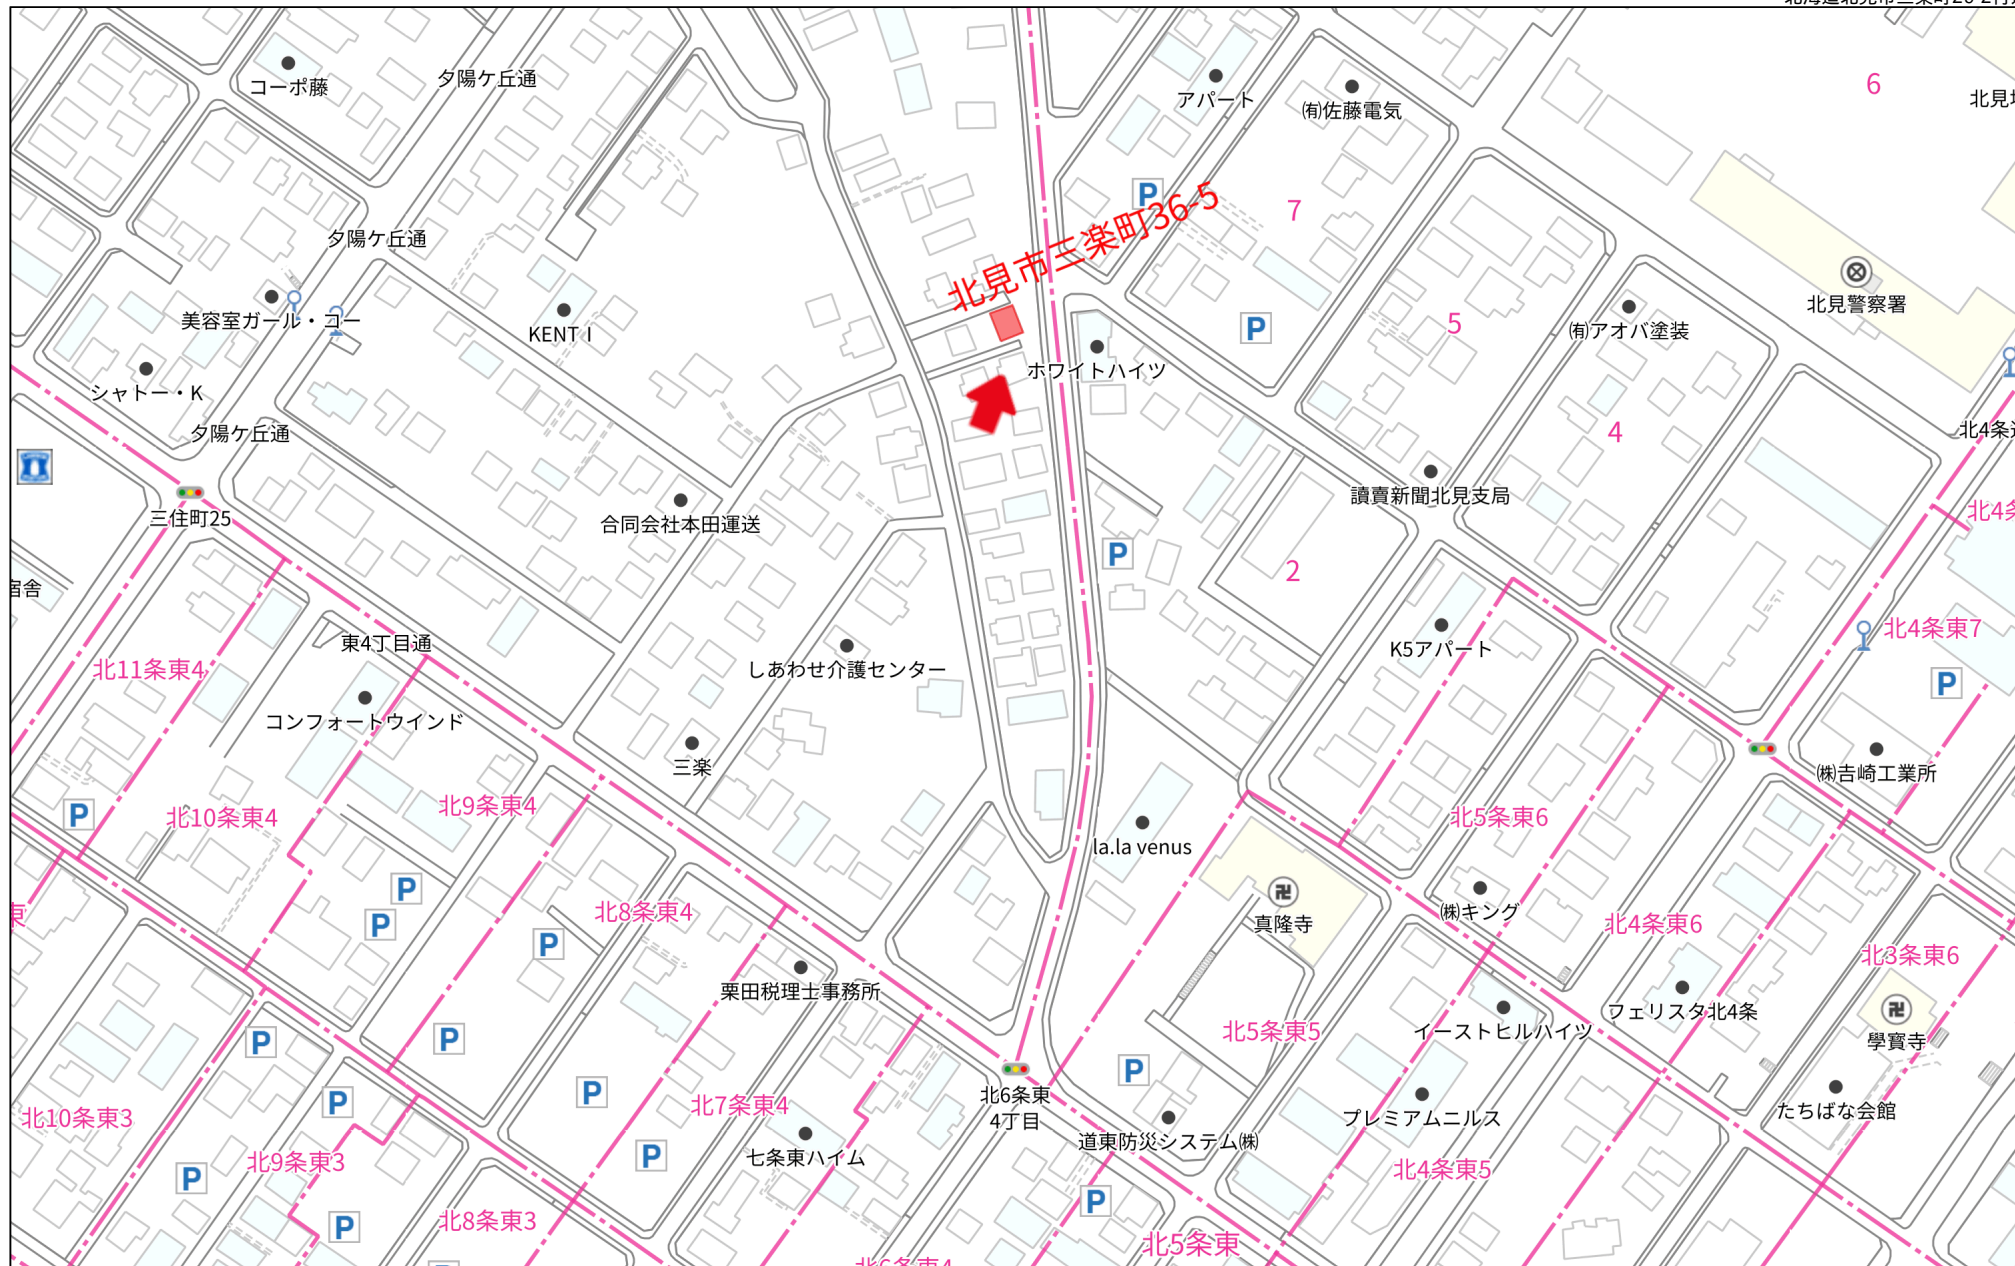 6
コーポ藤
夕陽ケ丘通
アパート
㈲佐藤電気
P
北見市三楽町36-5
7
夕陽ケ丘通
美容室ガール・コー
KENT I
P
5
㈲アオバ塗装
北見警察署
シャトー・K
ホワイトハイツ
夕陽ケ丘通
4
北4条
三住町25
合同会社本田運送
讀賣新聞北見支局
北4条
P
2
宿舎
東4丁目通
北11条東4
しあわせ介護センター
K5アパート
北4条東7
P
コンフォートウインド
三楽
㈱吉崎工業所
P
北10条東4
北9条東4
la.la venus
北5条東6
P
P
東
北8条東4
P
真隆寺
㈱キング
北4条東6
北3条東6
栗田税理士事務所
フェリスタ北4条
P
P
北5条東5
イーストヒルハイツ
學寳寺
P
P
P
北6条東
4丁目
北10条東3
北7条東4
道東防災システム㈱
プレミアムニルス
たちばな会館
北9条東3
P
七条東ハイム
北4条東5
P
P
P
北8条東3
北5条東
北6条東4